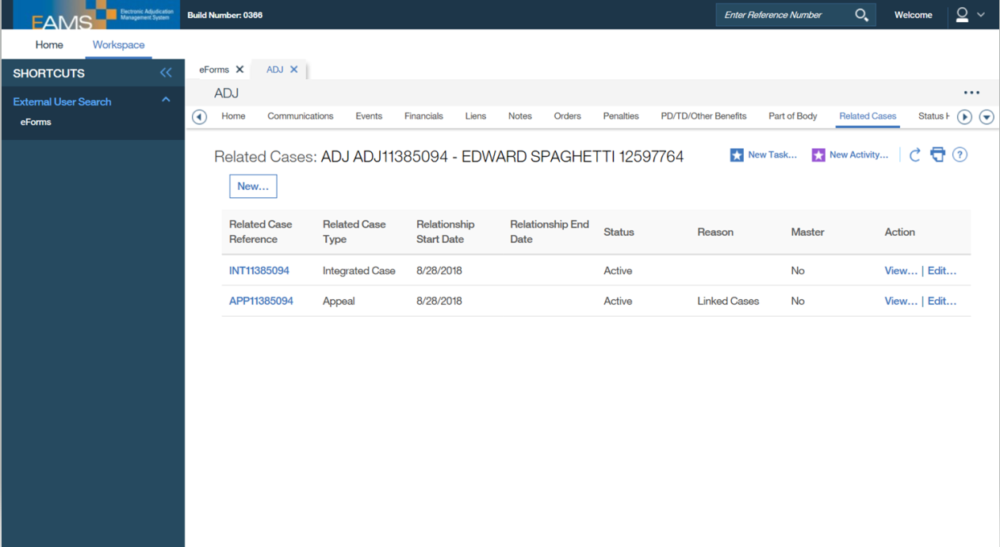 EAMS
Electronic Adjudication
Management System
Build Number: 0366
Enter Reference Number
Welcome
Home
Workspace
SHORTCUTS
External User Search
eForms
eForms
ADJ
ADJ
Home
Communications
Events
Financials
Liens
Notes
Orders
Penalties
PD/TD/Other Benefits
Part of Body
Related Cases
Status H
Related Cases: ADJ ADJ11385094 - EDWARD SPAGHETTI 12597764
New Task...
New Activity...
?
New...
Related Case Reference
Related Case Type
Relationship Start Date
Relationship End Date
Status
Reason
Master
Action
INT11385094 Integrated Case 8/28/2018 Active No View... | Edit...
APP11385094 Appeal 8/28/2018 Active Linked Cases No View... | Edit...